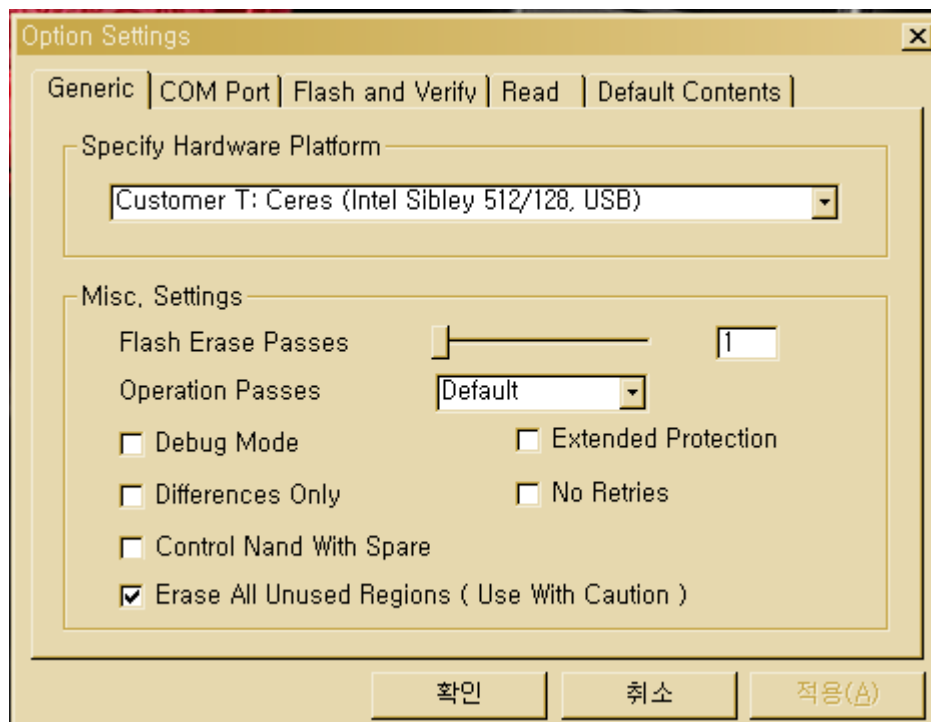 Option Settings
Generic COM Port Flash and Verify Read Default Contents
Specify Hardware Platform
Customer T: Ceres (Intel Sibley 512/128, USB)
Misc. Settings
Flash Erase Passes 1
Operation Passes Default
Debug Mode Extended Protection
Differences Only No Retries
Control Nand With Spare
Erase All Unused Regions ( Use With Caution )
확인 취소 적용(A)